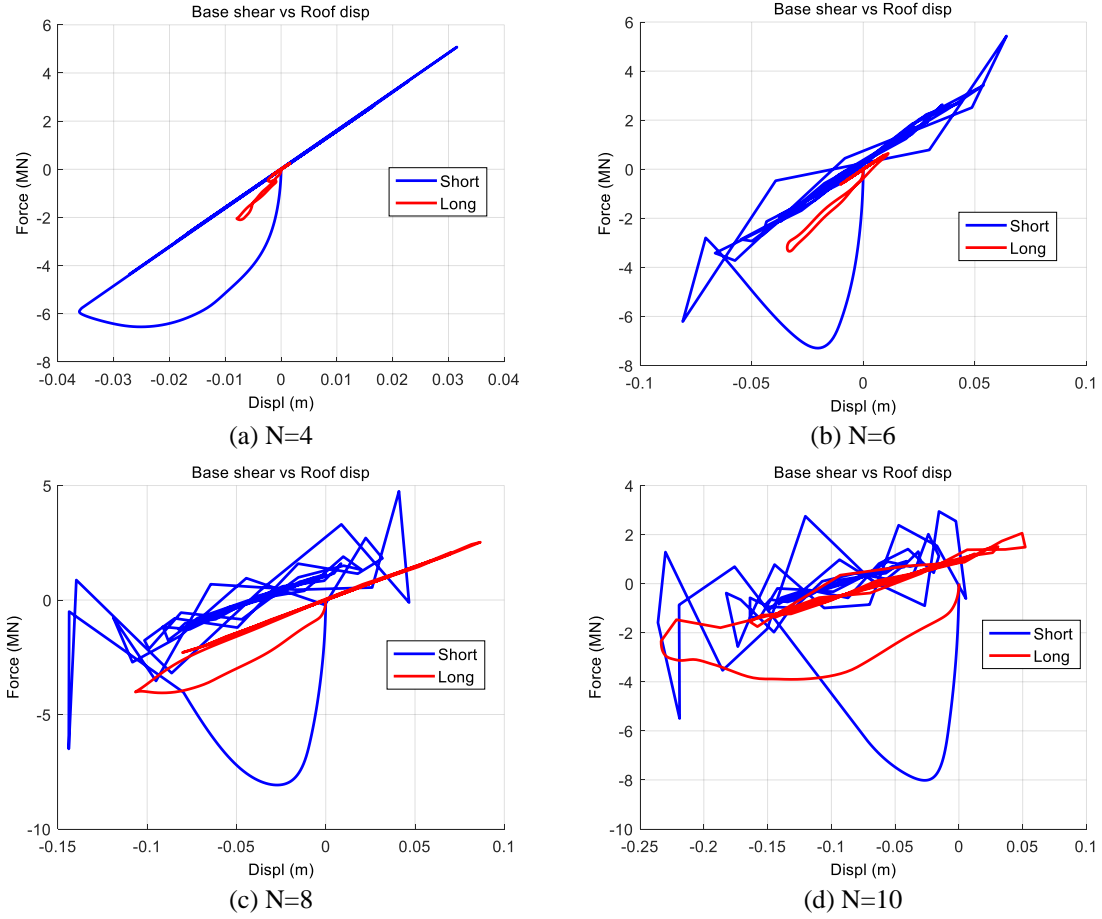 Base shear vs Roof disp
6
4
2
0
-2
-4
-6
-8
Force (MN)
Short
Long
-0.04 -0.03 -0.02 -0.01 0 0.01 0.02 0.03 0.04
Displ (m)
(a) N=4
Base shear vs Roof disp
6
4
2
0
-2
-4
-6
-8
Force (MN)
Short
Long
-0.1 -0.05 0 0.05 0.1
Displ (m)
(b) N=6
Base shear vs Roof disp
5
0
-5
-10
Force (MN)
Short
Long
-0.15 -0.1 -0.05 0 0.05 0.1
Displ (m)
(c) N=8
Base shear vs Roof disp
4
2
0
-2
-4
-6
-8
-10
Force (MN)
Short
Long
-0.25 -0.2 -0.15 -0.1 -0.05 0 0.05 0.1
Displ (m)
(d) N=10